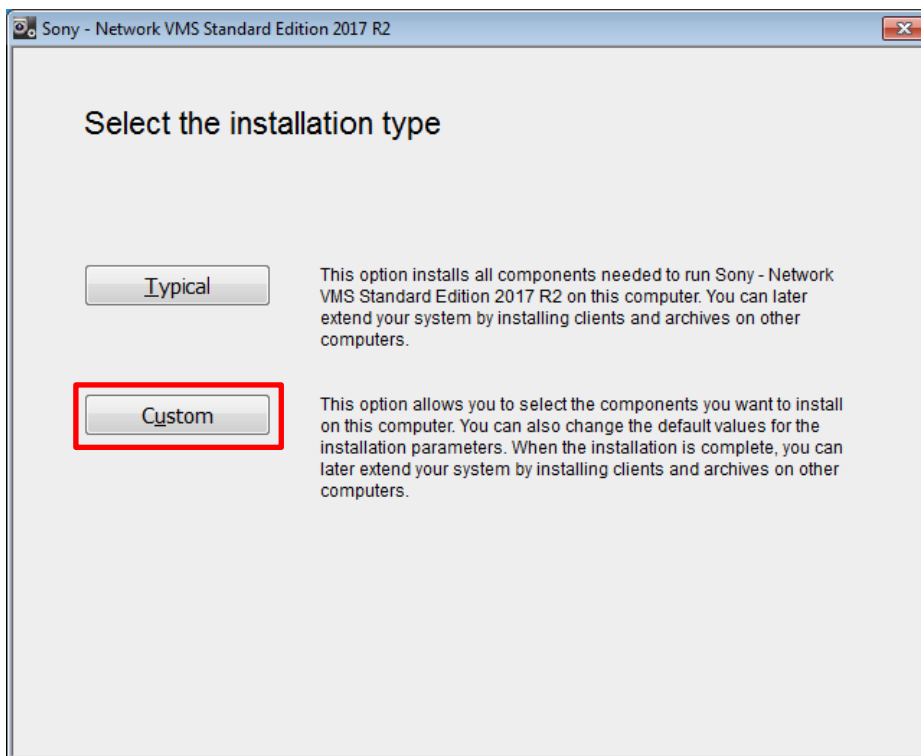 Sony - Network VMS Standard Edition 2017 R2
Select the installation type
Typical
This option installs all components needed to run Sony - Network
VMS Standard Edition 2017 R2 on this computer. You can later
extend your system by installing clients and archives on other
computers.
Custom
This option allows you to select the components you want to install
on this computer. You can also change the default values for the
installation parameters. When the installation is complete, you can
later extend your system by installing clients and archives on other
computers.